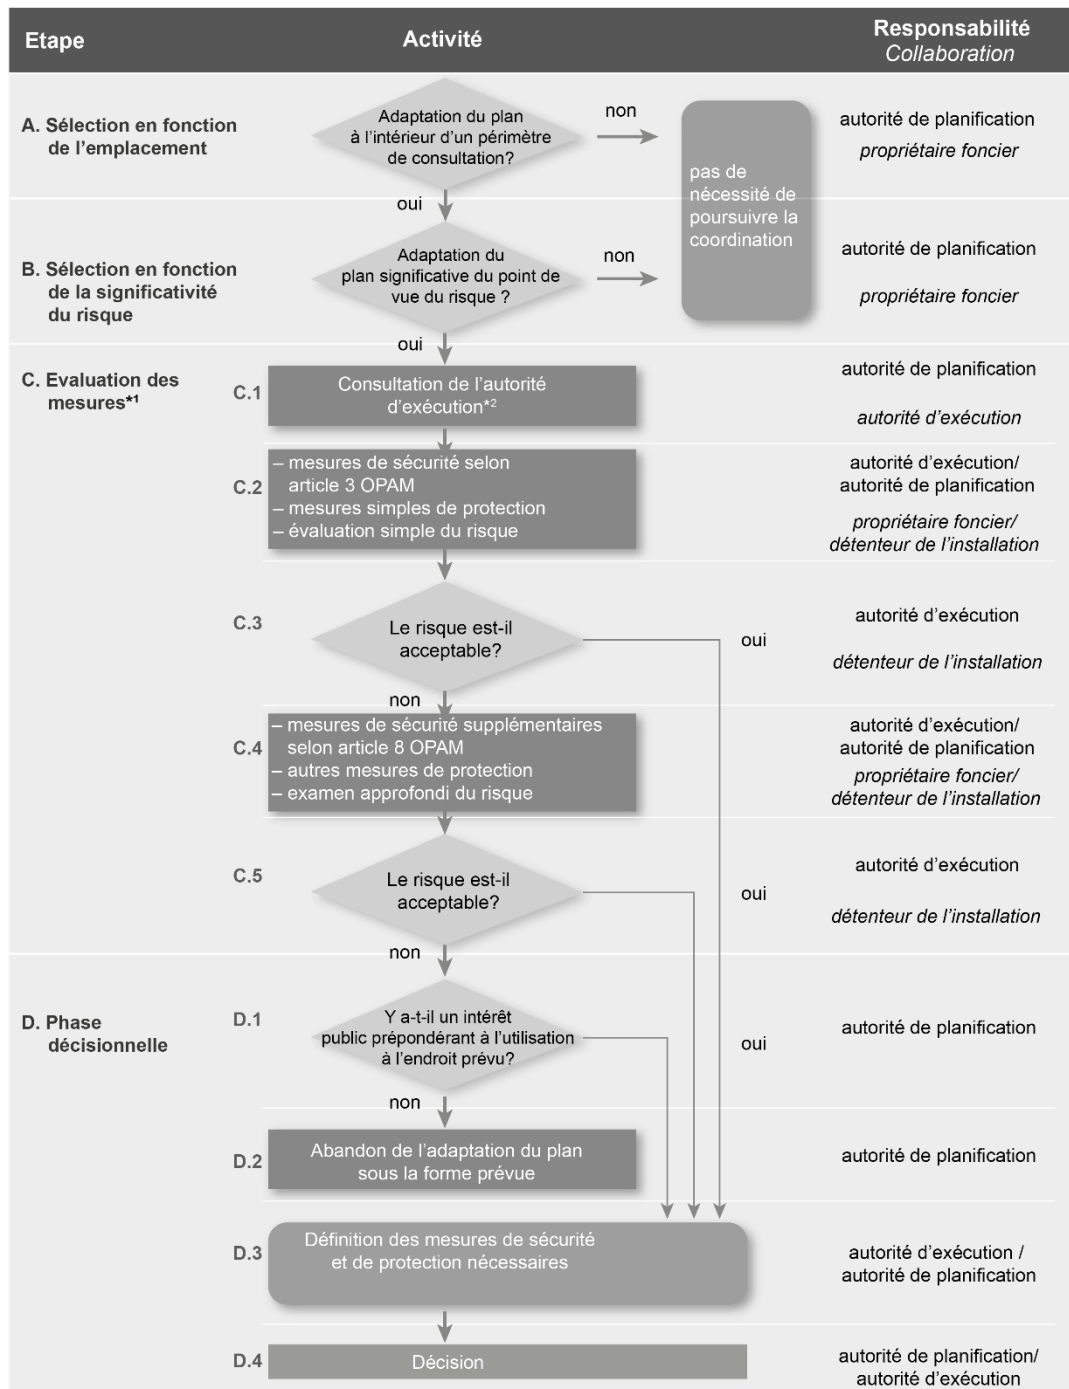 Etape
Activité
Responsabilité
Collaboration
A. Sélection en fonction
de l'emplacement
Adaptation du plan
à l'intérieur d'un périmètre
de consultation?
non
oui
pas de
nécessité de
poursuivre la
coordination
autorité de planification
propriétaire foncier
B. Sélection en fonction
de la significativité
du risque
Adaptation du
plan significative du point de
vue du risque ?
non
oui
autorité de planification
propriétaire foncier
C. Evaluation des
mesures*1
C.1
Consultation de l'autorité
d'exécution*2
autorité de planification
autorité d'exécution
C.2
– mesures de sécurité selon
article 3 OPAM
– mesures simples de protection
– évaluation simple du risque
autorité d'exécution/
autorité de planification
propriétaire foncier/
détenteur de l'installation
C.3
Le risque est-il
acceptable?
oui
non
autorité d'exécution
détenteur de l'installation
C.4
– mesures de sécurité supplémentaires
selon article 8 OPAM
– autres mesures de protection
– examen approfondi du risque
autorité d'exécution/
autorité de planification
propriétaire foncier/
détenteur de l'installation
C.5
Le risque est-il
acceptable?
oui
non
autorité d'exécution
détenteur de l'installation
D. Phase
décisionnelle
D.1
Y a-t-il un intérêt
public prépondérant à l'utilisation
à l'endroit prévu?
oui
non
autorité de planification
D.2
Abandon de l'adaptation du plan
sous la forme prévue
autorité de planification
D.3
Définition des mesures de sécurité
et de protection nécessaires
autorité d'exécution /
autorité de planification
D.4
Décision
autorité de planification/
autorité d'exécution